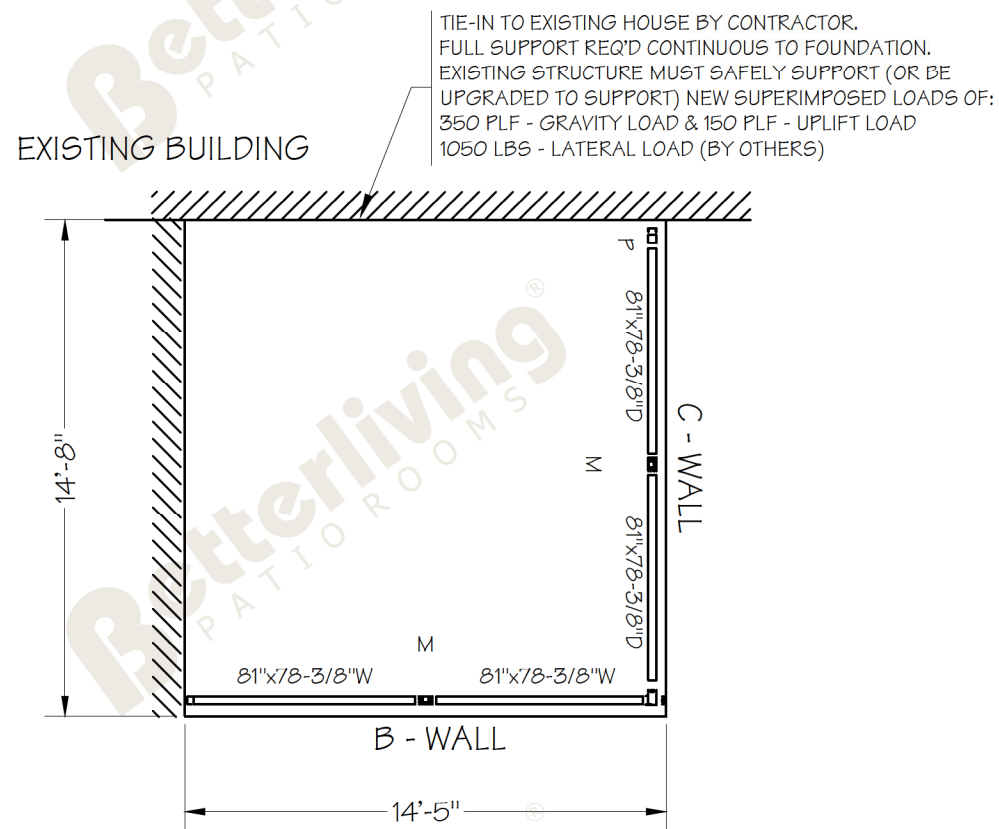 Betterliving
PATIO ROOMS
TIE-IN TO EXISTING HOUSE BY CONTRACTOR.
FULL SUPPORT REQ'D CONTINUOUS TO FOUNDATION.
EXISTING STRUCTURE MUST SAFELY SUPPORT (OR BE
UPGRADED TO SUPPORT) NEW SUPERIMPOSED LOADS OF:
350 PLF - GRAVITY LOAD & 150 PLF - UPLIFT LOAD
1050 LBS - LATERAL LOAD (BY OTHERS)
EXISTING BUILDING
P
81"x78-3/8"D
C - WALL
M
81"x78-3/8"D
14'-8"
Betterliving®
PATIO ROOMS
M
81"x78-3/8"W
81"x78-3/8"W
B - WALL
14'-5"
®